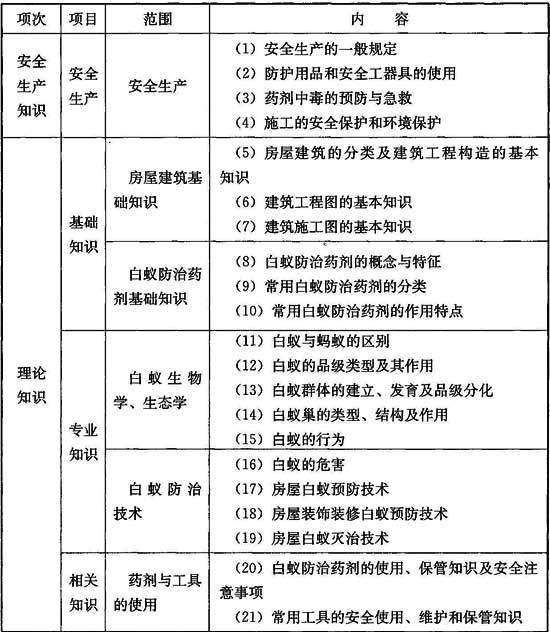 项次 项目 范围 内 容
安全生产知识 安全生产 安全生产
(1) 安全生产的一般规定
(2) 防护用品和安全工器具的使用
(3) 药剂中毒的预防与急救
(4) 施工的安全保护和环境保护
理论知识 基础知识 房屋建筑基础知识
(5) 房屋建筑的分类及建筑工程构造的基本
知识
(6) 建筑工程图的基本知识
(7) 建筑施工图的基本知识
白蚁防治药剂基础知识
(8) 白蚁防治药剂的概念与特征
(9) 常用白蚁防治药剂的分类
(10) 常用白蚁防治药剂的作用特点
专业知识 白蚁生物学、生态学
(11) 白蚁与蚂蚁的区别
(12) 白蚁的品级类型及其作用
(13) 白蚁群体的建立、发育及品级分化
(14) 白蚁巢的类型、结构及作用
(15) 白蚁的行为
白蚁防治技术
(16) 白蚁的危害
(17) 房屋白蚁预防技术
(18) 房屋装饰装修白蚁预防技术
(19) 房屋白蚁灭治技术
相关知识 药剂与工具的使用
(20) 白蚁防治药剂的使用、保管知识及安全注
意事项
(21) 常用工具的安全使用、维护和保管知识